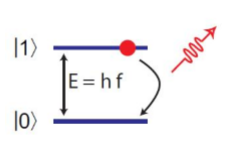 |1⟩
E = h f
|0⟩